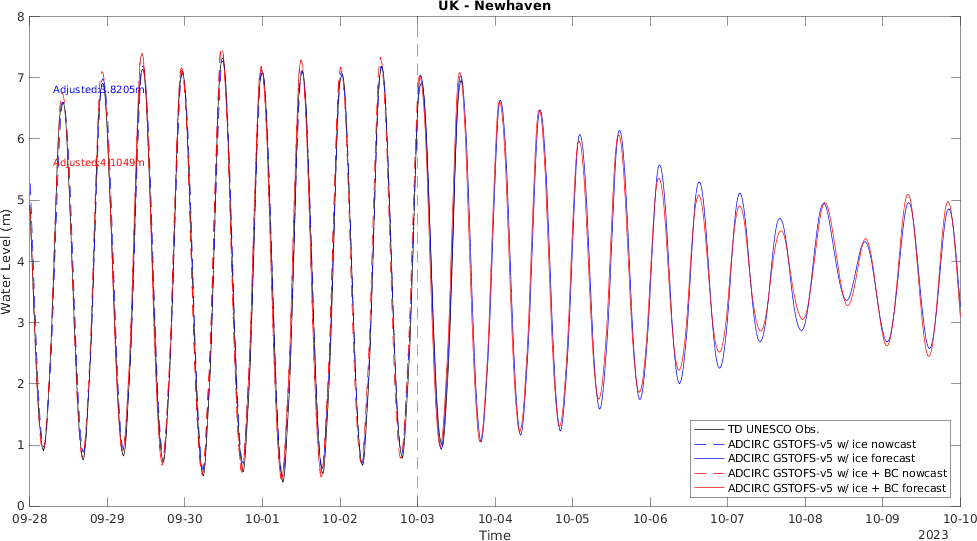 UK - Newhaven
8
7
6
5
4
3
2
1
0
Water Level (m)
Adjusted:3.8205m
Adjusted:4.1049m
TD UNESCO Obs.
ADCIRC GSTOFS-v5 w/ ice nowcast
ADCIRC GSTOFS-v5 w/ ice forecast
ADCIRC GSTOFS-v5 w/ ice + BC nowcast
ADCIRC GSTOFS-v5 w/ ice + BC forecast
09-28 09-29 09-30 10-01 10-02 10-03 10-04 10-05 10-06 10-07 10-08 10-09 10-10
Time
2023